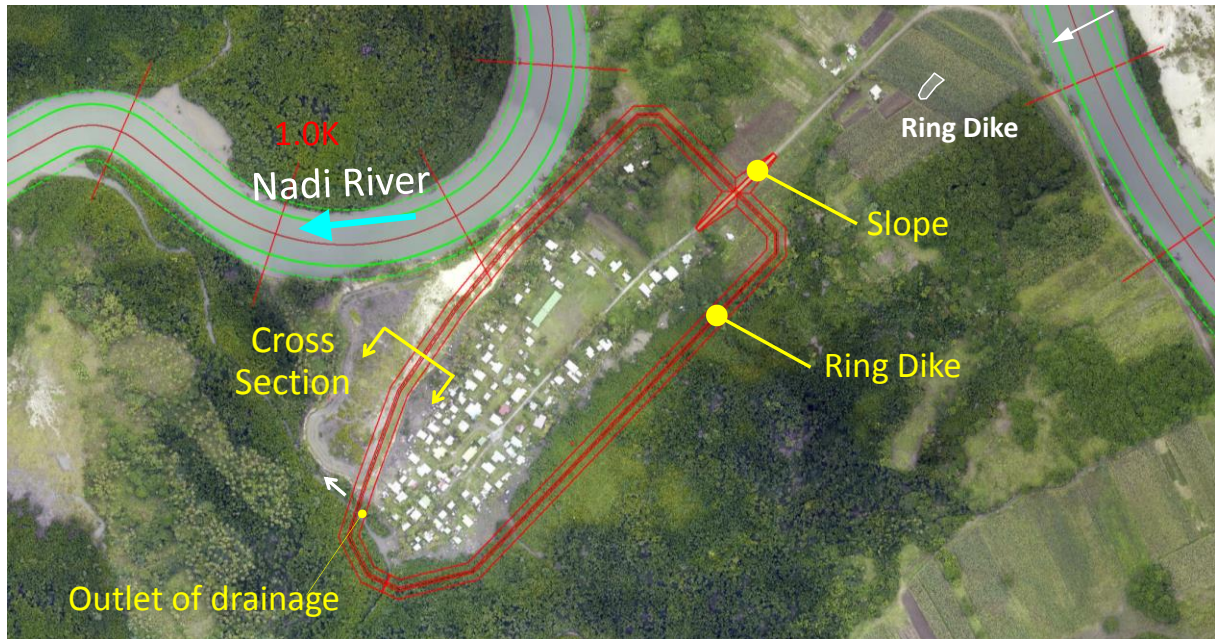 1.0K
Nadi River
Ring Dike
Slope
Cross
Section
Ring Dike
Outlet of drainage